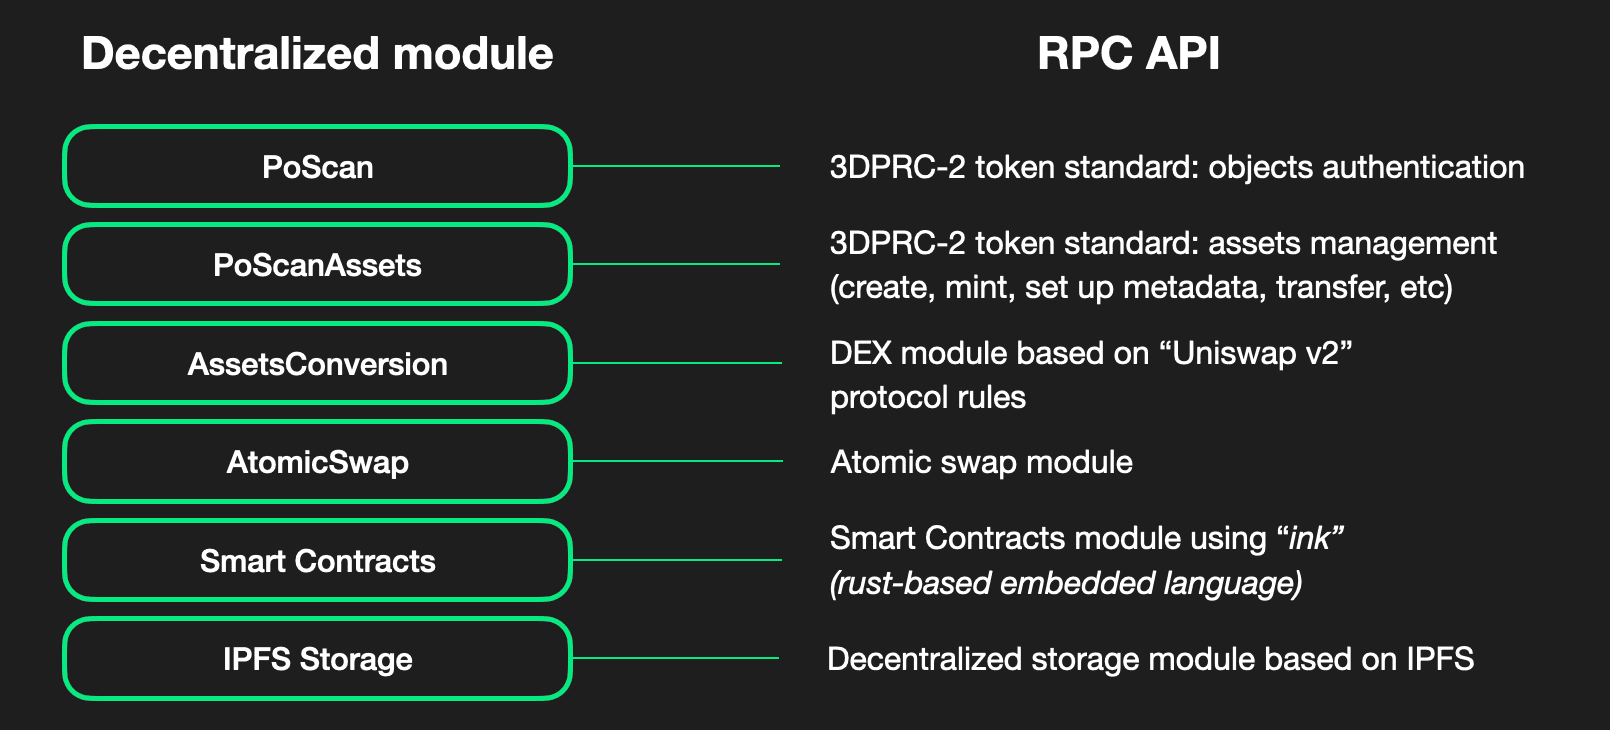 Decentralized module
RPC API
PoScan
3DPRC-2 token standard: objects authentication
PoScanAssets
3DPRC-2 token standard: assets management
(create, mint, set up metadata, transfer, etc)
AssetsConversion
DEX module based on “Uniswap v2”
protocol rules
AtomicSwap
Atomic swap module
Smart Contracts
Smart Contracts module using “ink”
(rust-based embedded language)
IPFS Storage
Decentralized storage module based on IPFS